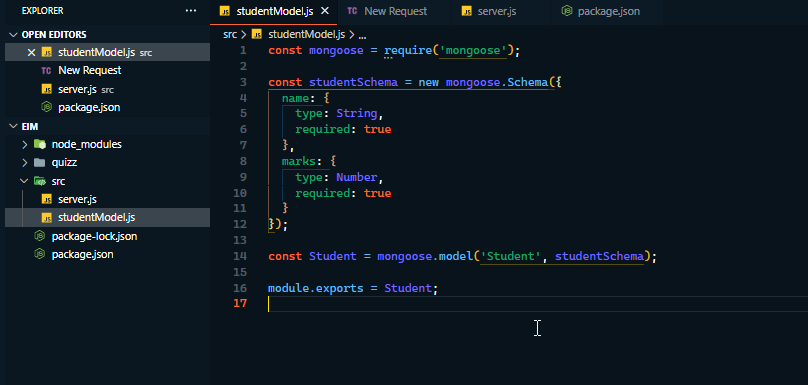 EXPLORER ...
OPEN EDITORS
JS studentModel.js src
TC New Request
JS server.js src
JS package.json
EIM
node_modules
quizz
src
JS server.js
JS studentModel.js
JS package-lock.json
JS package.json
JS studentModel.js TC New Request JS server.js JS package.json
src > JS studentModel.js > ...
1 const mongoose = require('mongoose');
2
3 const studentSchema = new mongoose.Schema({
4 name: {
5 type: String,
6 required: true
7 },
8 marks: {
9 type: Number,
10 required: true
11 }
12 });
13
14 const Student = mongoose.model('Student', studentSchema);
15
16 module.exports = Student;
17